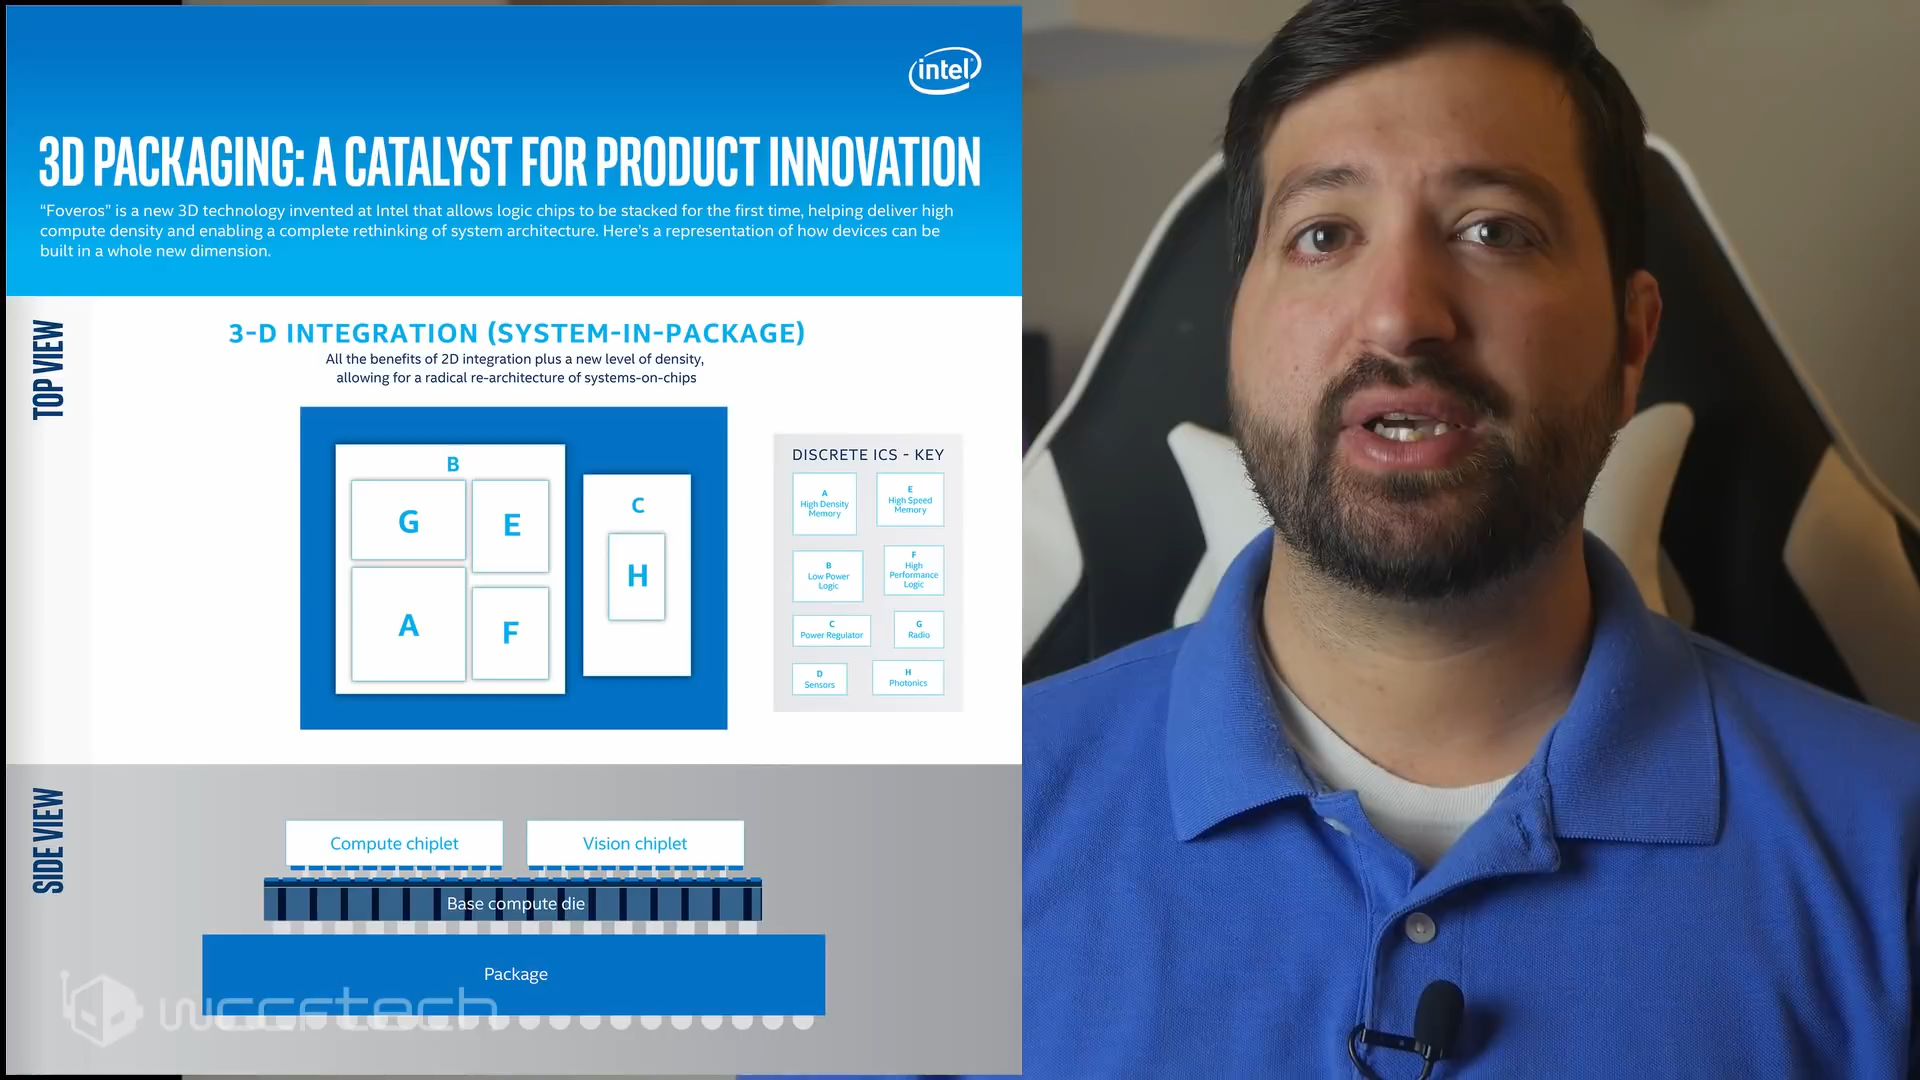 intel
3D PACKAGING: A CATALYST FOR PRODUCT INNOVATION
“Foveros” is a new 3D technology invented at Intel that allows logic chips to be stacked for the first time, helping deliver high
compute density and enabling a complete rethinking of system architecture. Here's a representation of how devices can be
built in a whole new dimension.
TOP VIEW
3-D INTEGRATION (SYSTEM-IN-PACKAGE)
All the benefits of 2D integration plus a new level of density,
allowing for a radical re-architecture of systems-on-chips
B
G
E
A
F
C
H
DISCRETE ICS - KEY
A
High Density
Memory
E
High Speed
Memory
B
Low Power
Logic
F
High
Performance
Logic
C
Power Regulator
G
Radio
D
Sensors
H
Photonics
SIDE VIEW
Compute chiplet
Vision chiplet
Base compute die
Package
wccftech